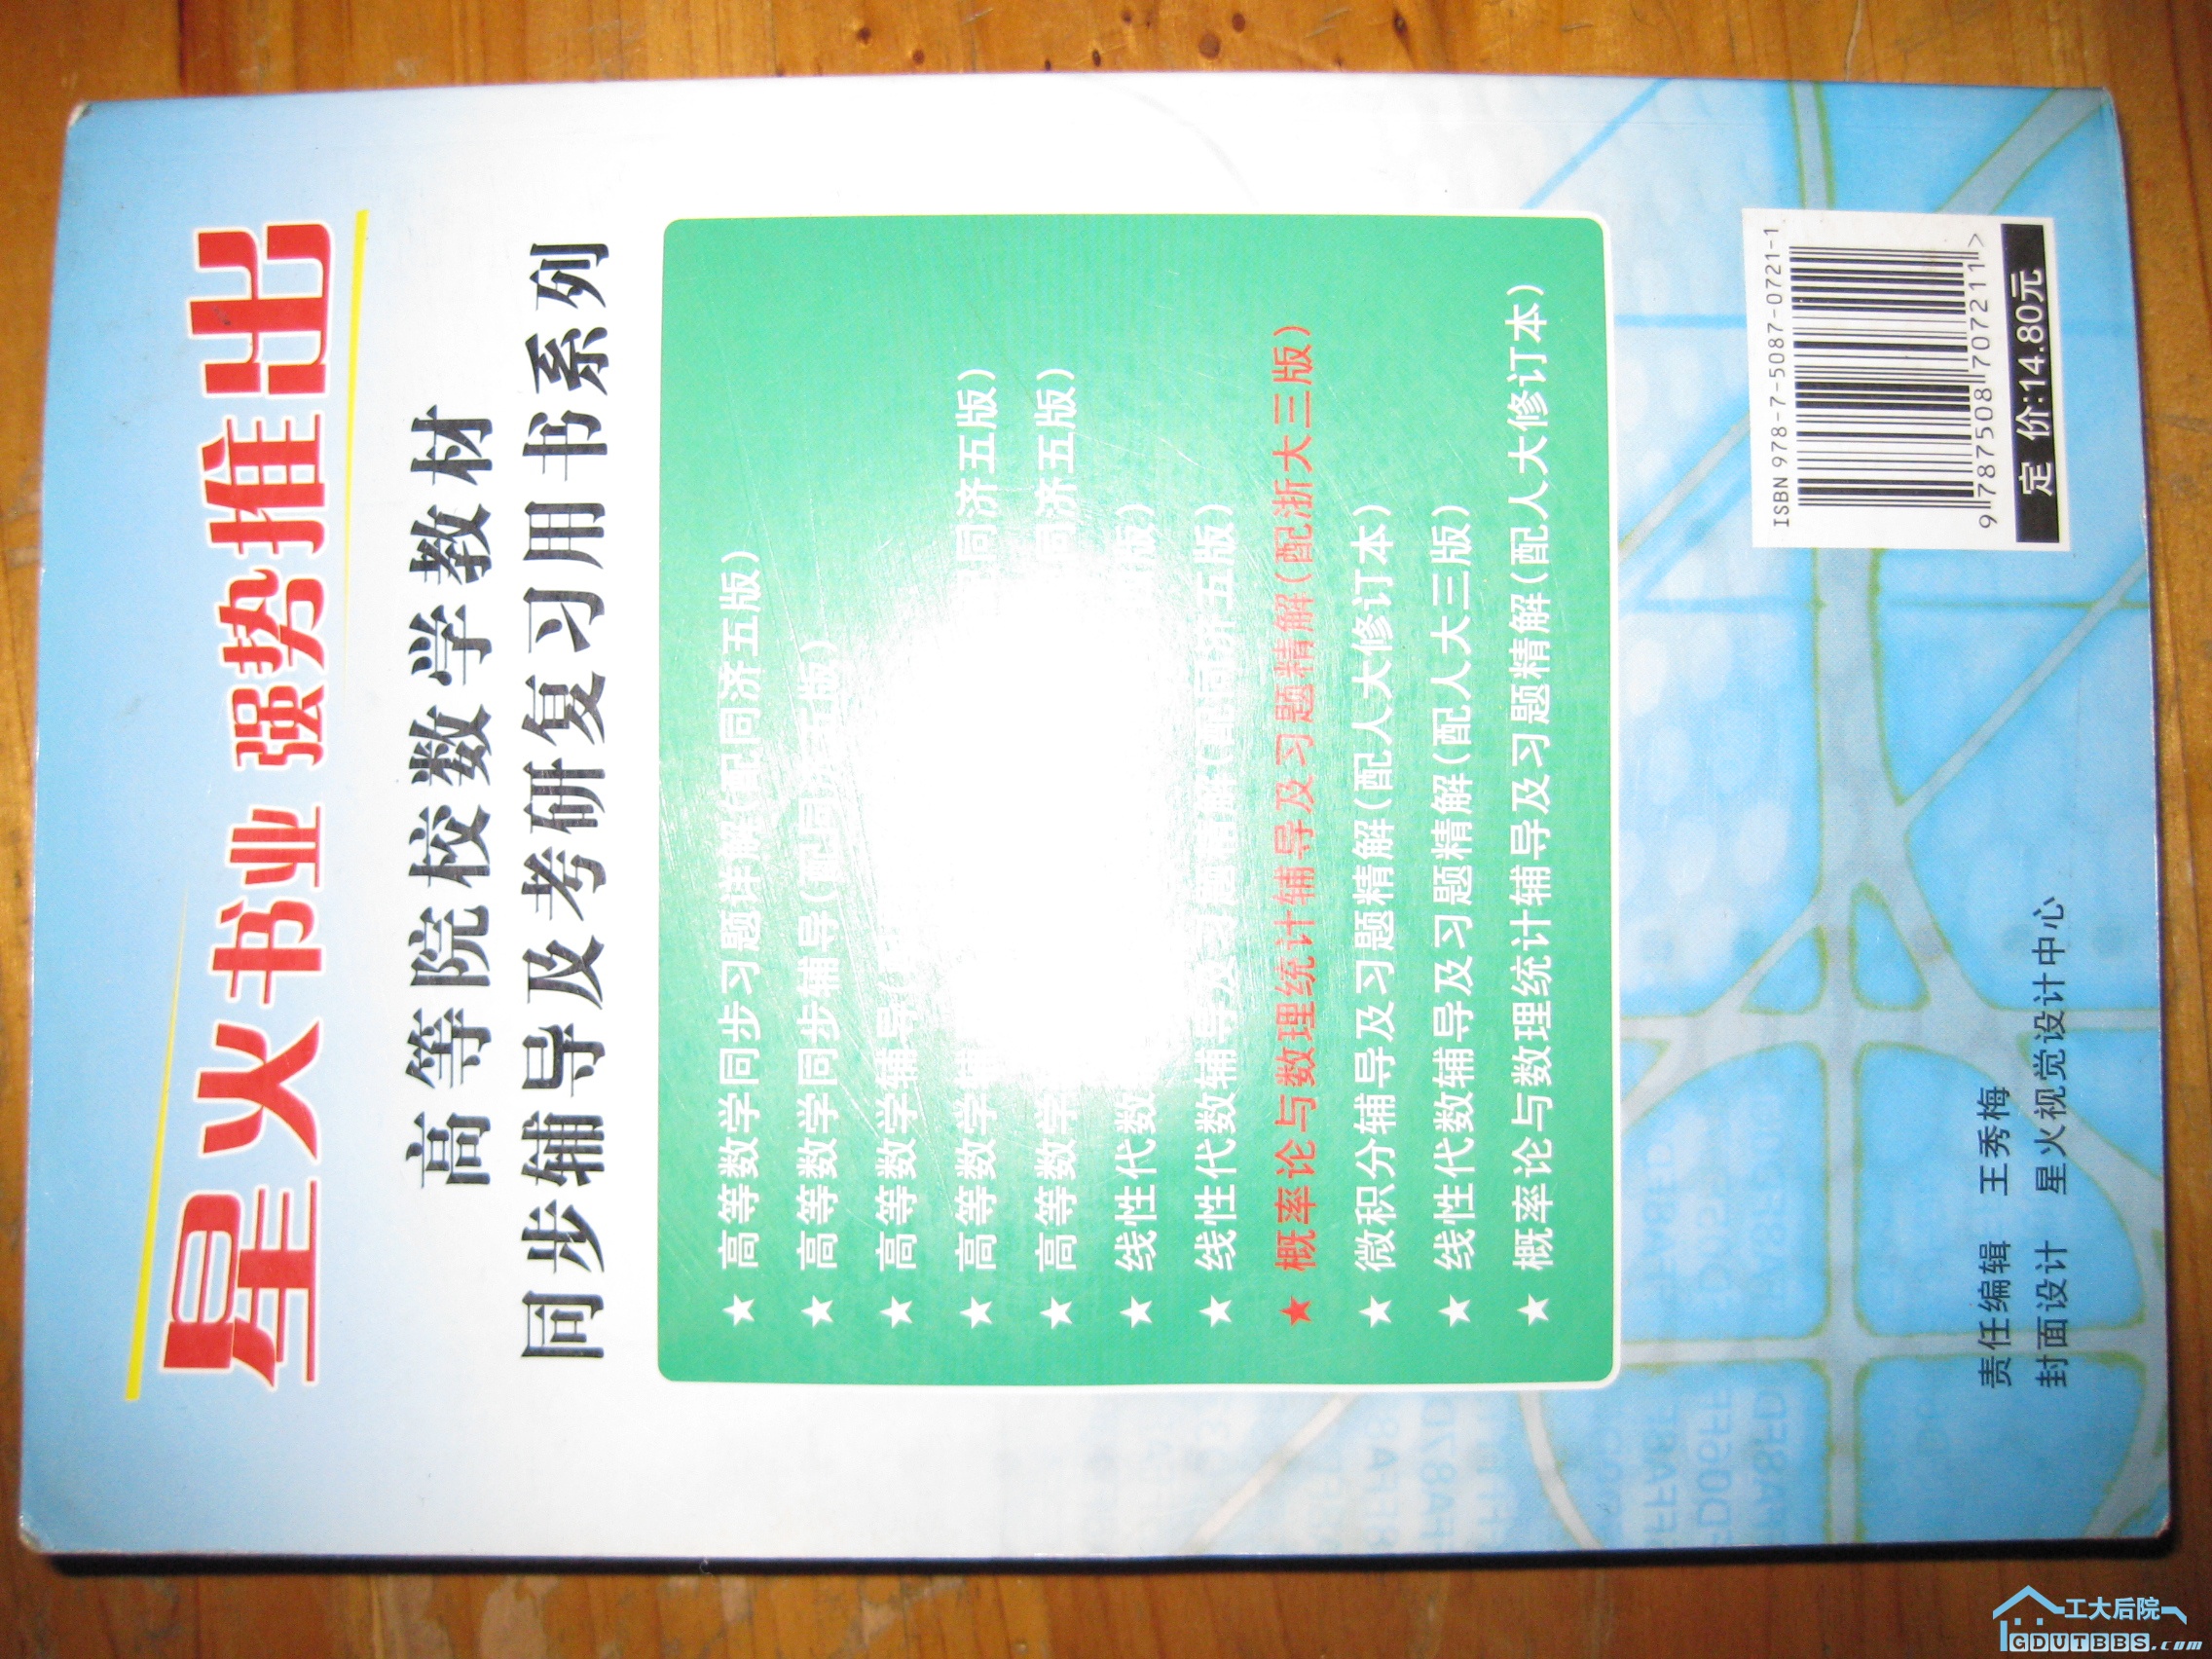 星火书业 强势推出
高等院校数学教材
同步辅导及考研复习用书系列
★ 高等数学同步习题详解(配同济五版)
★ 高等数学同步辅导(配同济五版)
★ 高等数学辅导
★ 高等数学 同济五版)
★ 高等数学 同济五版)
★ 线性代数 版)
★ 线性代数辅导及习题精解(配同济五版)
★ 概率论与数理统计辅导及习题精解(配浙大三版)
★ 微积分辅导及习题精解(配人大修订本)
★ 线性代数辅导及习题精解(配人大三版)
★ 概率论与数理统计辅导及习题精解(配人大修订本)
责任编辑 王秀梅
封面设计 星火视觉设计中心
ISBN 978-7-5087-0721-1
9 787508 707211 >
定 价:14.80元
工大后院
GDUTBBS.com